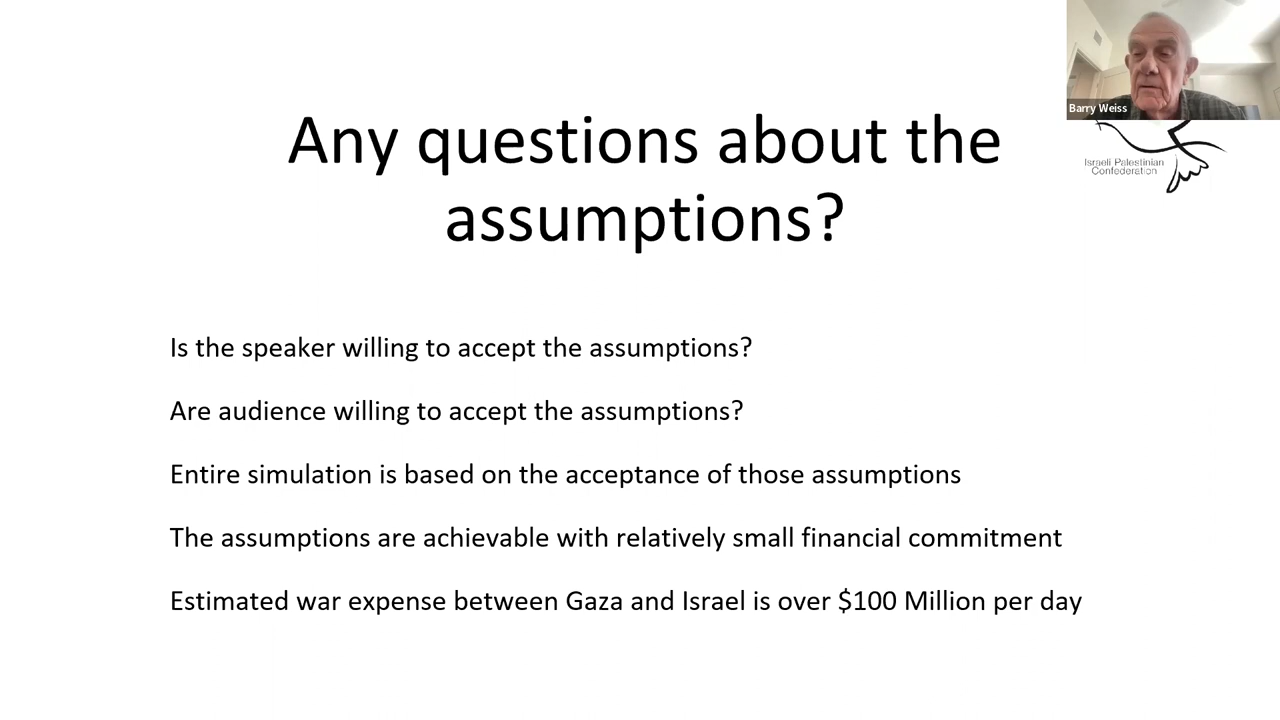 Barry Weiss
Any questions about the
assumptions?
Israeli Palestinian
Confederation
Is the speaker willing to accept the assumptions?
Are audience willing to accept the assumptions?
Entire simulation is based on the acceptance of those assumptions
The assumptions are achievable with relatively small financial commitment
Estimated war expense between Gaza and Israel is over $100 Million per day